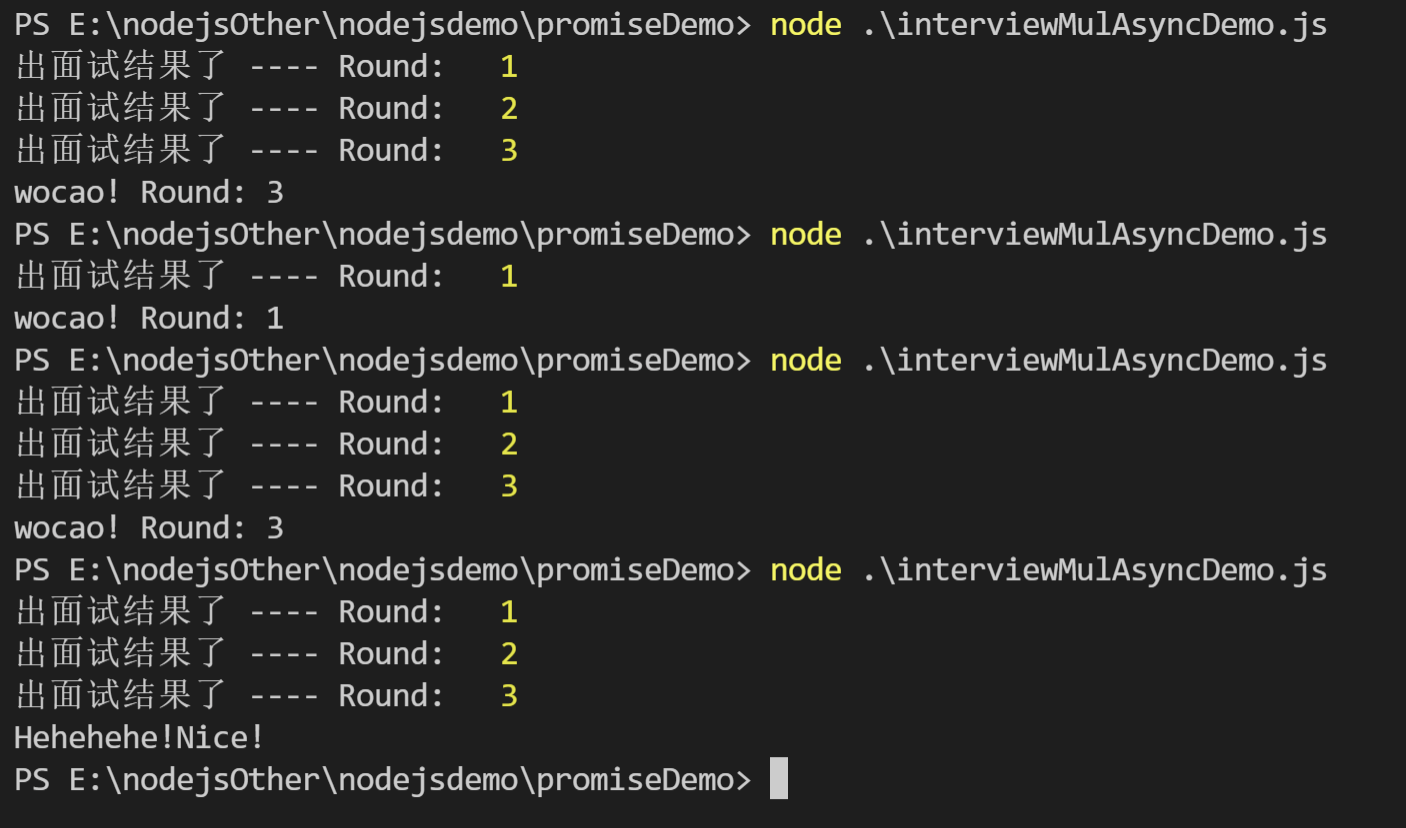 PS E:\nodejsOther\nodejsdemo\promiseDemo> node .\interviewMulAsyncDemo.js
出面试结果了 ---- Round:   1
出面试结果了 ---- Round:   2
出面试结果了 ---- Round:   3
wocao! Round: 3
PS E:\nodejsOther\nodejsdemo\promiseDemo> node .\interviewMulAsyncDemo.js
出面试结果了 ---- Round:   1
wocao! Round: 1
PS E:\nodejsOther\nodejsdemo\promiseDemo> node .\interviewMulAsyncDemo.js
出面试结果了 ---- Round:   1
出面试结果了 ---- Round:   2
出面试结果了 ---- Round:   3
wocao! Round: 3
PS E:\nodejsOther\nodejsdemo\promiseDemo> node .\interviewMulAsyncDemo.js
出面试结果了 ---- Round:   1
出面试结果了 ---- Round:   2
出面试结果了 ---- Round:   3
Hehehehe!Nice!
PS E:\nodejsOther\nodejsdemo\promiseDemo>